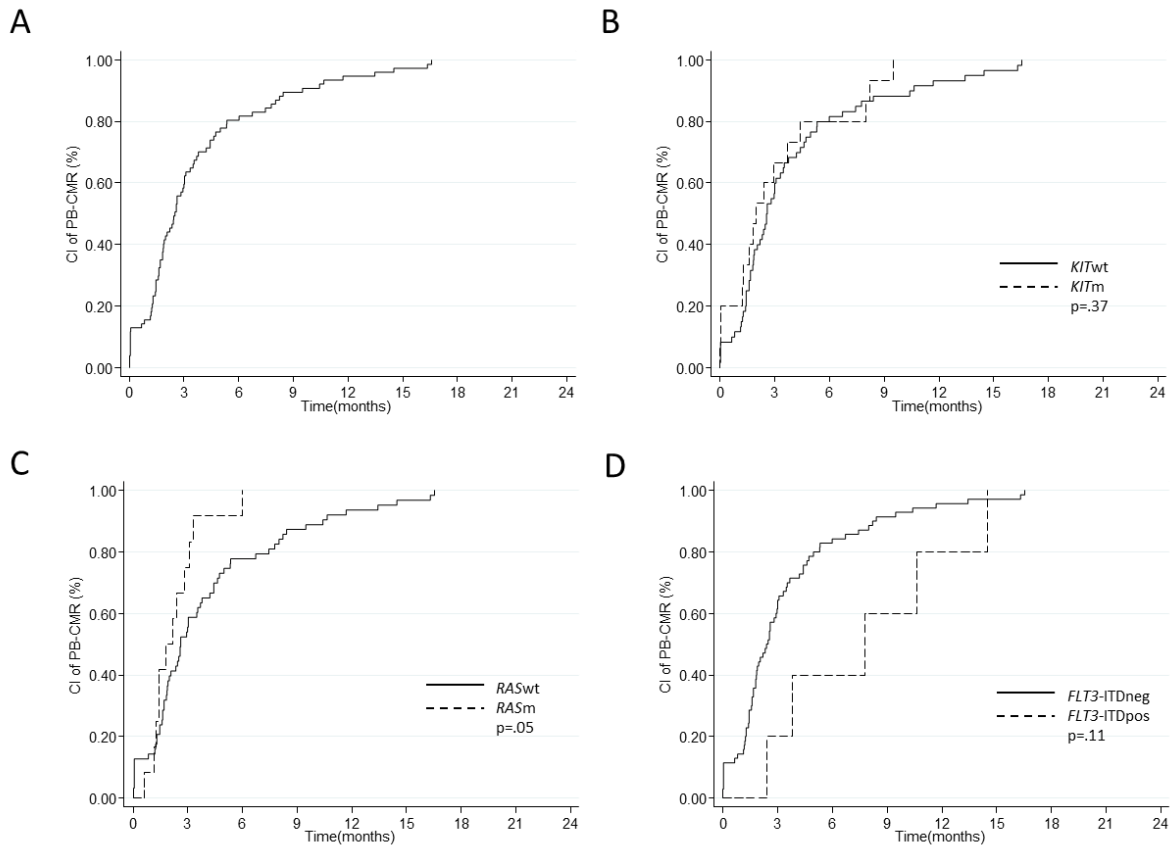 A
CI of PB-CMR (%)
1.00
0.80
0.60
0.40
0.20
0.00
0 3 6 9 12 15 18 21 24
Time(months)
B
CI of PB-CMR (%)
1.00
0.80
0.60
0.40
0.20
0.00
KITwt
KITm
p=.37
0 3 6 9 12 15 18 21 24
Time(months)
C
CI of PB-CMR (%)
1.00
0.80
0.60
0.40
0.20
0.00
RASwt
RASm
p=.05
0 3 6 9 12 15 18 21 24
Time(months)
D
CI of PB-CMR (%)
1.00
0.80
0.60
0.40
0.20
0.00
FLT3-ITDneg
FLT3-ITDpos
p=.11
0 3 6 9 12 15 18 21 24
Time(months)